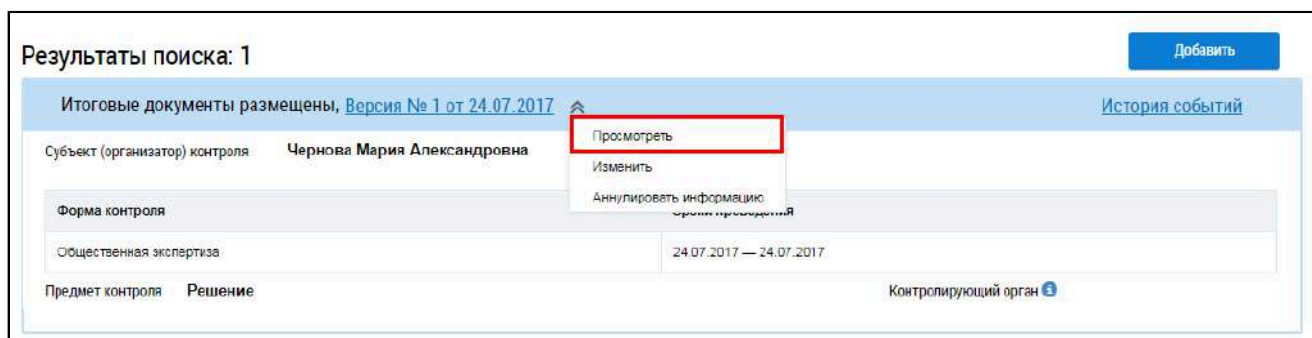 Результаты поиска: 1
Добавить
Итоговые документы размещены, Версия № 1 от 24.07.2017
История событий
Просмотреть
Субъект (организатор) контроля Чернова Мария Александровна
Изменить
Аннулировать информацию
Форма контроля
Общественная экспертиза
24.07.2017 — 24.07.2017
Предмет контроля Решение
Контролирующий орган